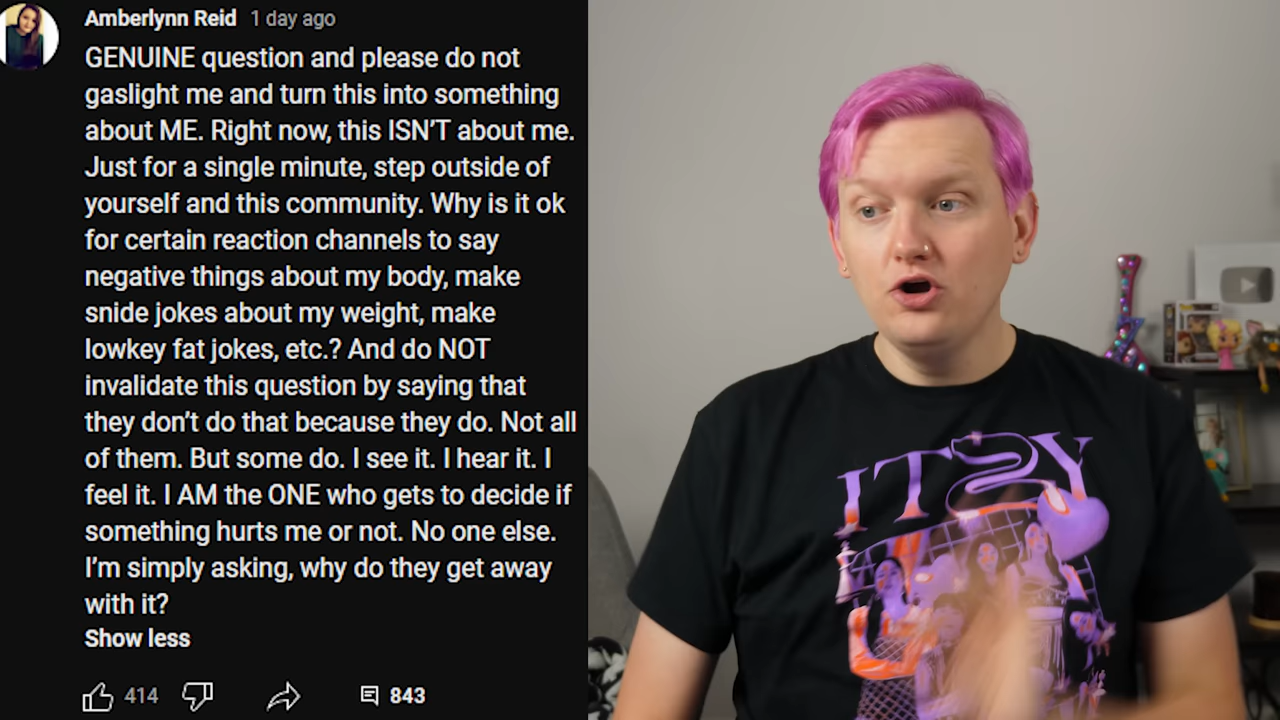 Amberlynn Reid 1 day ago
GENUINE question and please do not
gaslight me and turn this into something
about ME. Right now, this ISN’T about me.
Just for a single minute, step outside of
yourself and this community. Why is it ok
for certain reaction channels to say
negative things about my body, make
snide jokes about my weight, make
lowkey fat jokes, etc.? And do NOT
invalidate this question by saying that
they don’t do that because they do. Not all
of them. But some do. I see it. I hear it. I
feel it. I AM the ONE who gets to decide if
something hurts me or not. No one else.
I’m simply asking, why do they get away
with it?
Show less
414 843
ITZY